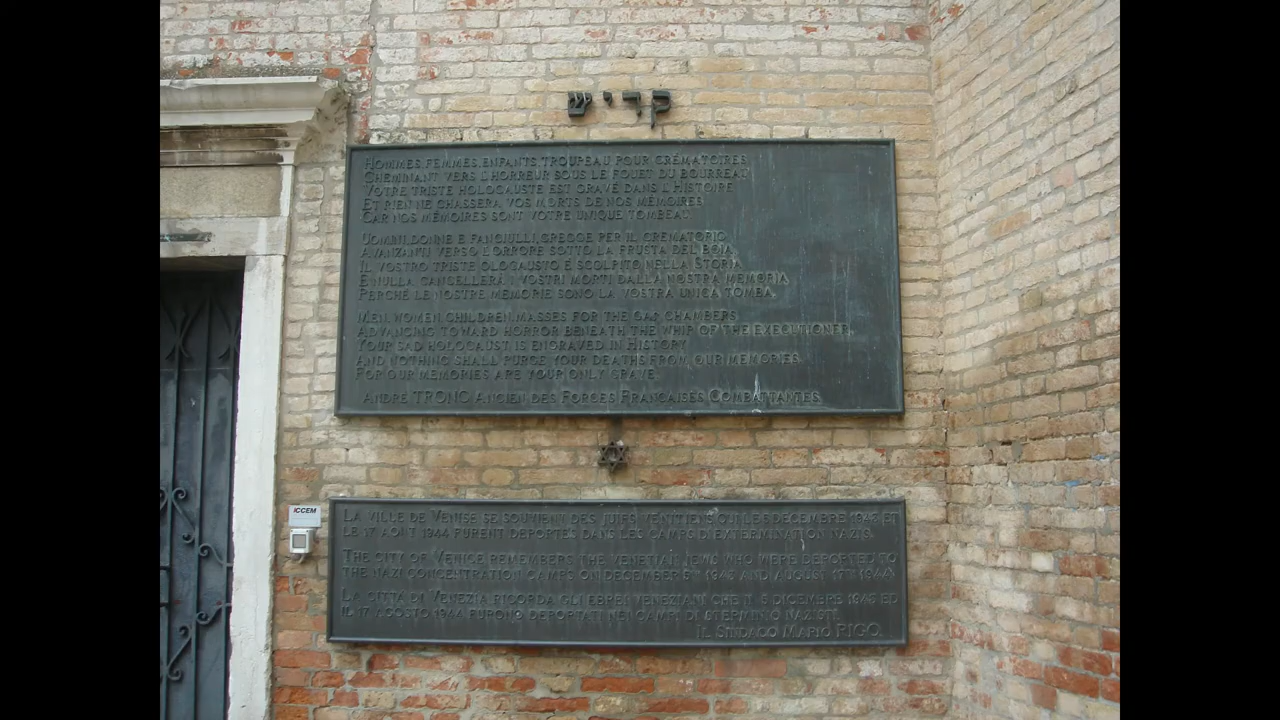 קדיש
HOMMES, FEMMES, ENFANTS, TROUPEAU POUR CRÉMATOIRES
CHEMINANT VERS L'HORREUR SOUS LE FOUET DU BOURREAU
VOTRE TRISTE HOLOCAUSTE EST GRAVÉ DANS L'HISTOIRE
ET RIEN NE CHASSERA VOS MORTS DE NOS MÉMOIRES
CAR NOS MÉMOIRES SONT VOTRE UNIQUE TOMBEAU.
UOMINI, DONNE E FANCIULLI, GREGGE PER IL CREMATORIO
AVANZANTI VERSO L'ORRORE SOTTO LA FRUSTA DEL BOIA
IL VOSTRO TRISTE OLOCAUSTO È SCOLPITO NELLA STORIA
E NULLA CANCELLERÀ I VOSTRI MORTI DALLA NOSTRA MEMORIA
PERCHÉ LE NOSTRE MEMORIE SONO LA VOSTRA UNICA TOMBA.
MEN, WOMEN, CHILDREN, MASSES FOR THE GAS CHAMBERS
ADVANCING TOWARD HORROR BENEATH THE WHIP OF THE EXECUTIONER,
YOUR SAD HOLOCAUST IS ENGRAVED IN HISTORY
AND NOTHING SHALL PURGE YOUR DEATHS FROM OUR MEMORIES.
FOR OUR MEMORIES ARE YOUR ONLY GRAVE.
ANDRÉ TRONC ANCIEN DES FORCES FRANÇAISES COMBATTANTES
ICCEM
LA VILLE DE VENISE SE SOUVIENT DES JUIFS VENITIENS QUI LE 5 DECEMBRE 1943 ET
LE 17 AOUT 1944 FURENT DEPORTES DANS LES CAMPS D'EXTERMINATION NAZIS.
THE CITY OF VENICE REMEMBERS THE VENETIAN JEWS WHO WERE DEPORTED TO
THE NAZI CONCENTRATION CAMPS ON DECEMBER 5TH 1943 AND AUGUST 17TH 1944.
LA CITTÀ DI VENEZIA RICORDA GLI EBREI VENEZIANI CHE IL 5 DICEMBRE 1943 ED
IL 17 AGOSTO 1944 FURONO DEPORTATI NEI CAMPI DI STERMINIO NAZISTI.
IL SINDACO MARIO RIGO.